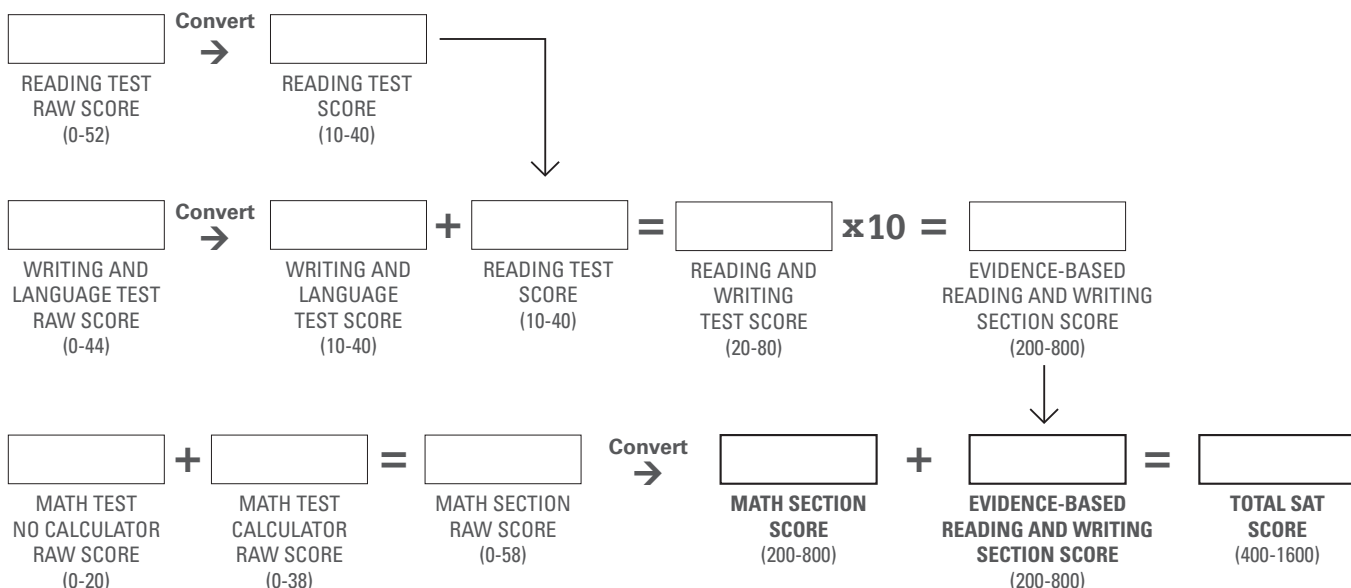 Convert
→
READING TEST
RAW SCORE
(0-52)
READING TEST
SCORE
(10-40)
Convert
→
+
=
x10 =
WRITING AND
LANGUAGE TEST
RAW SCORE
(0-44)
WRITING AND
LANGUAGE
TEST SCORE
(10-40)
READING TEST
SCORE
(10-40)
READING AND
WRITING
TEST SCORE
(20-80)
EVIDENCE-BASED
READING AND WRITING
SECTION SCORE
(200-800)
+
=
Convert
→
+
=
MATH TEST
NO CALCULATOR
RAW SCORE
(0-20)
MATH TEST
CALCULATOR
RAW SCORE
(0-38)
MATH SECTION
RAW SCORE
(0-58)
MATH SECTION
SCORE
(200-800)
EVIDENCE-BASED
READING AND WRITING
SECTION SCORE
(200-800)
TOTAL SAT
SCORE
(400-1600)